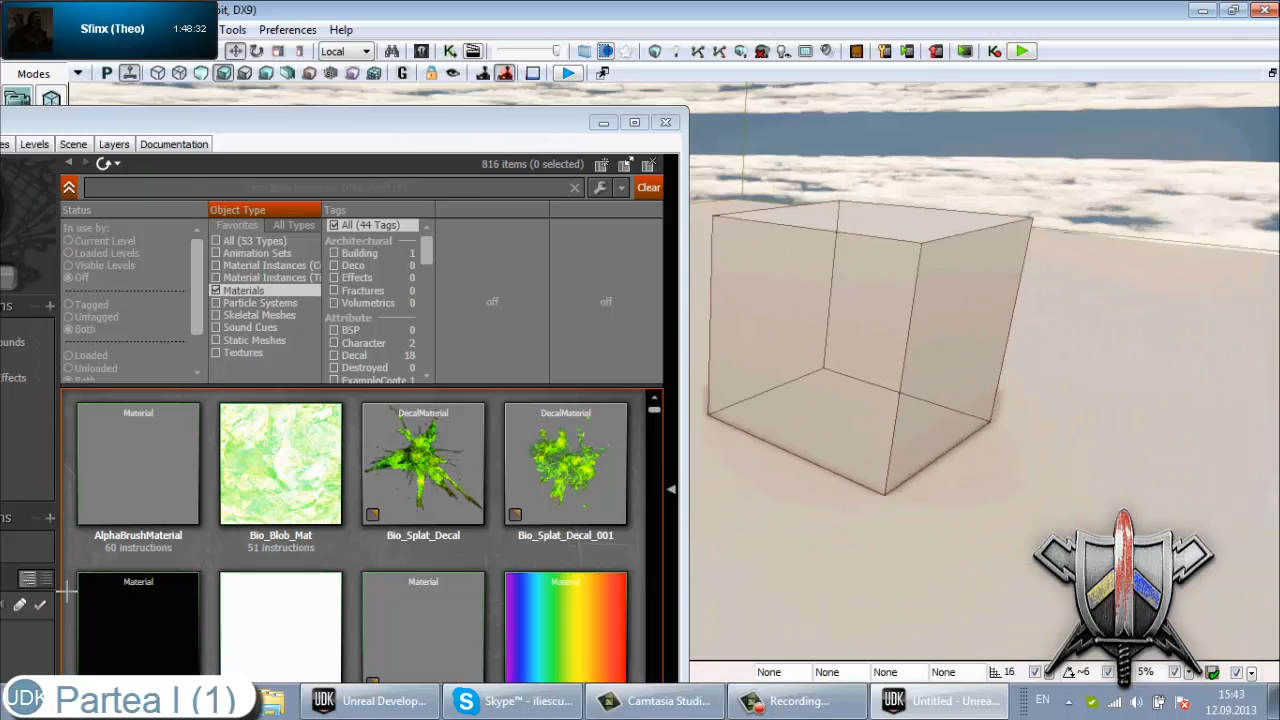 Sfinx (Theo)
1:48:32
bit, DX9)
Tools Preferences Help
Local
Modes
Levels Scene Layers Documentation
816 items (0 selected)
Clear
Status
In use by:
Current Level
Loaded Levels
Visible Levels
Off
Tagged
Untagged
Both
Loaded
Unloaded
Both
Object Type
Favorites All Types
All (53 Types)
Animation Sets
Material Instances (C
Material Instances (T
Materials
Particle Systems
Skeletal Meshes
Sound Cues
Static Meshes
Textures
Tags
All (44 Tags)
Architectural
Building 1
Deco 0
Effects 0
Fractures 0
Volumetrics 0
Attribute
BSP 0
Character 2
Decal 18
Destroyed 0
ExampleConte 1
off
off
Material
AlphaBrushMaterial
60 instructions
Bio_Blob_Mat
51 instructions
DecalMaterial
Bio_Splat_Decal
DecalMaterial
Bio_Splat_Decal_001
Material
Material
Material
ounds
ffects
None None None None 16 ~6 5%
UDK Partea I (1)
UDK Unreal Develop...
Skype™ - iliescu...
Camtasia Studi...
Recording...
Untitled - Unrea...
EN
15:43
12.09.2013